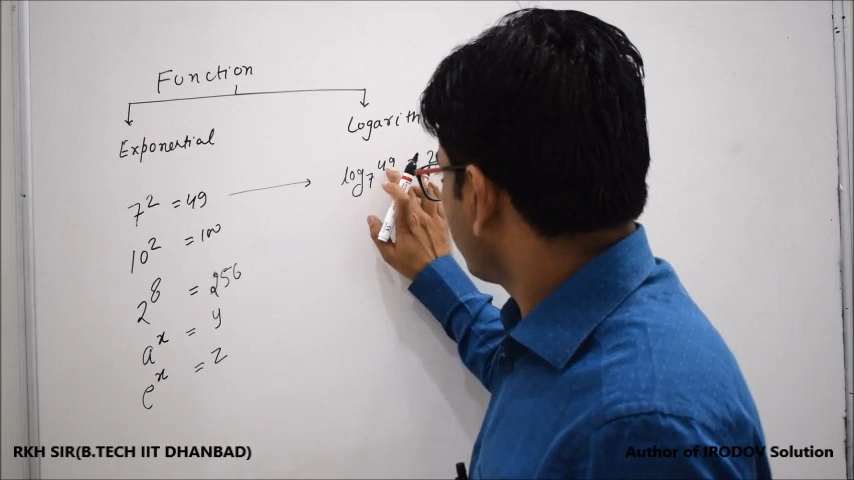 Function
Exponential
Logarith
7² = 49
log₇ 49 = 2
10² = 100
2⁸ = 256
aˣ = y
eˣ = z
RKH SIR(B.TECH IIT DHANBAD)
Author of IRODOV Solution